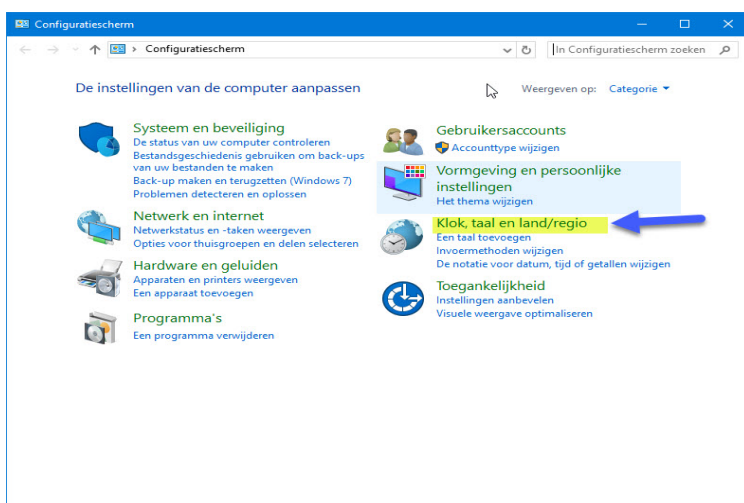 Configuratiescherm
Configuratiescherm
In Configuratiescherm zoeken
De instellingen van de computer aanpassen
Weergeven op: Categorie
Systeem en beveiliging
De status van uw computer controleren
Bestandsgeschiedenis gebruiken om back-ups
van uw bestanden te maken
Back-up maken en terugzetten (Windows 7)
Problemen detecteren en oplossen
Netwerk en internet
Netwerkstatus en -taken weergeven
Opties voor thuisgroepen en delen selecteren
Hardware en geluiden
Apparaten en printers weergeven
Een apparaat toevoegen
Programma's
Een programma verwijderen
Gebruikersaccounts
Accounttype wijzigen
Vormgeving en persoonlijke
instellingen
Het thema wijzigen
Klok, taal en land/regio
Een taal toevoegen
Invoermethoden wijzigen
De notatie voor datum, tijd of getallen wijzigen
Toegankelijkheid
Instellingen aanbevelen
Visuele weergave optimaliseren